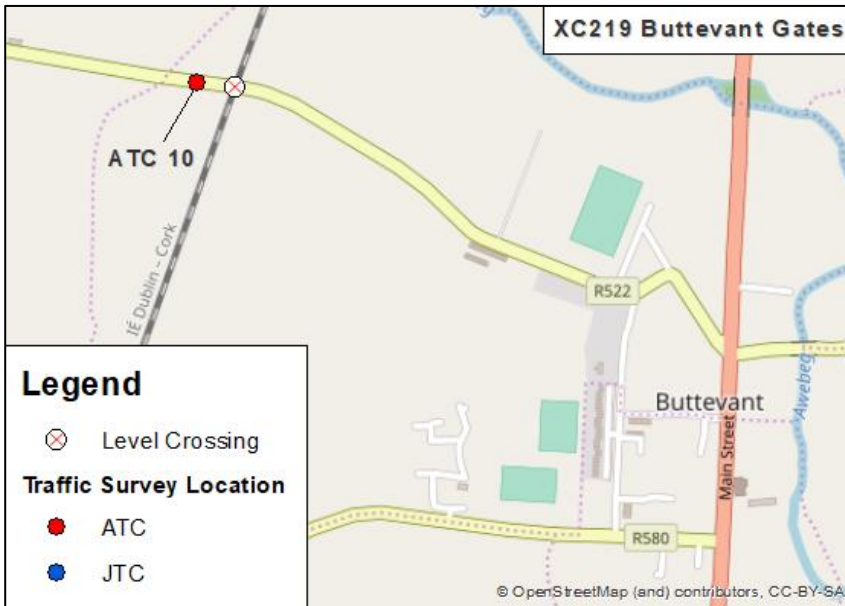 XC219 Buttevant Gates
ATC 10
IÉ Dublin – Cork
R522
Buttevant
Awebeg
Main Street
R580
Legend
Level Crossing
Traffic Survey Location
ATC
JTC
© OpenStreetMap (and) contributors, CC-BY-SA